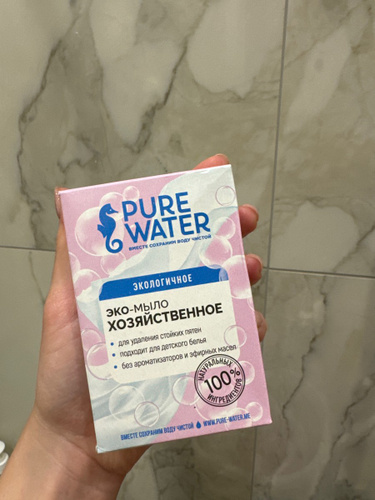 PURE
WATER
ВМЕСТЕ СОХРАНИМ ВОДУ ЧИСТОЙ
ЭКОЛОГИЧНОЕ
ЭКО-МЫЛО
ХОЗЯЙСТВЕННОЕ
• для удаления стойких пятен
• подходит для детского белья
• без ароматизаторов и эфирных масел
НАТУРАЛЬНЫХ
100%
ИНГРЕДИЕНТОВ
ВМЕСТЕ СОХРАНИМ ВОДУ ЧИСТОЙ WWW.PURE-WATER.ME